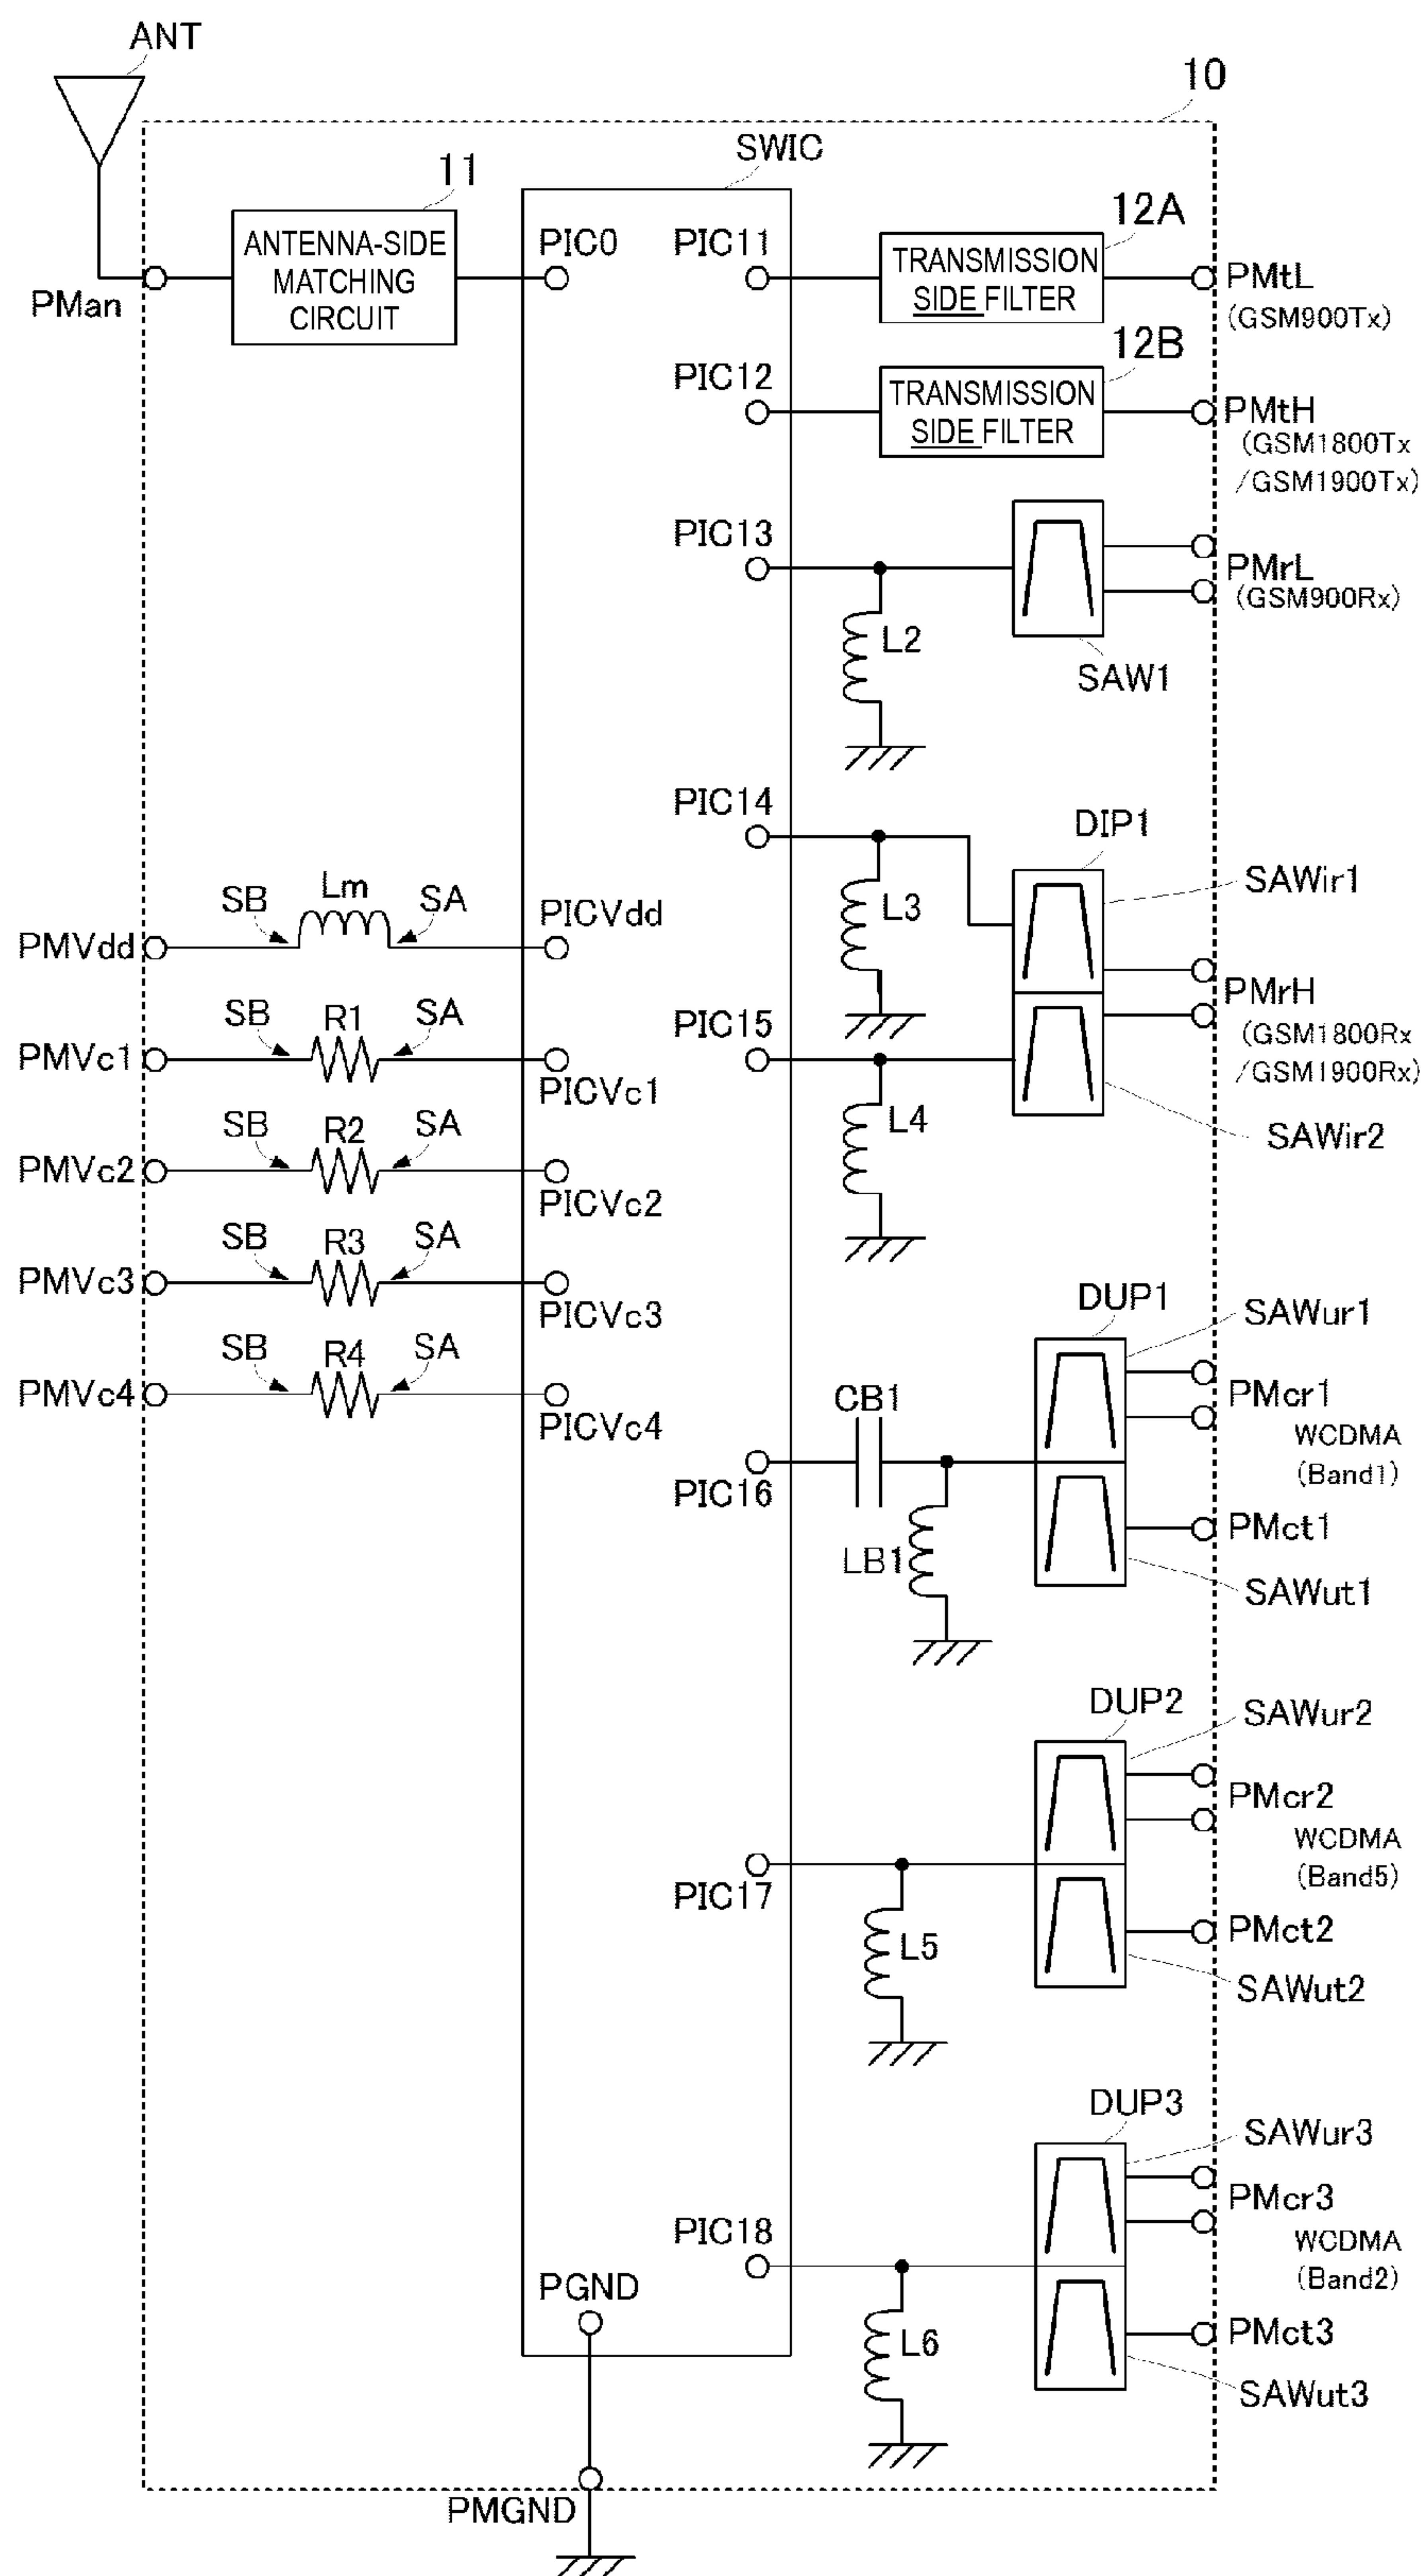 ANT
10
SWIC
11
12A
ANTENNA-SIDE
MATCHING
CIRCUIT
PIC0
PIC11
TRANSMISSION
SIDE FILTER
PMtL
(GSM900Tx)
PMan
12B
PIC12
TRANSMISSION
SIDE FILTER
PMtH
(GSM1800Tx
/GSM1900Tx)
PIC13
PMrL
(GSM900Rx)
L2
SAW1
PIC14
DIP1
SAWir1
SB
Lm
SA
PICVdd
L3
PMVdd
PMrH
(GSM1800Rx
/GSM1900Rx)
SB
R1
SA
PIC15
PMVc1
PICVc1
L4
SAWir2
SB
R2
SA
PMVc2
PICVc2
SB
R3
SA
PMVc3
PICVc3
DUP1
SAWur1
SB
R4
SA
PMVc4
PICVc4
CB1
PMcr1
WCDMA
(Band1)
PIC16
LB1
PMct1
SAWut1
DUP2
SAWur2
PMcr2
WCDMA
(Band5)
PIC17
L5
PMct2
SAWut2
DUP3
SAWur3
PMcr3
WCDMA
(Band2)
PIC18
PGND
L6
PMct3
SAWut3
PMGND